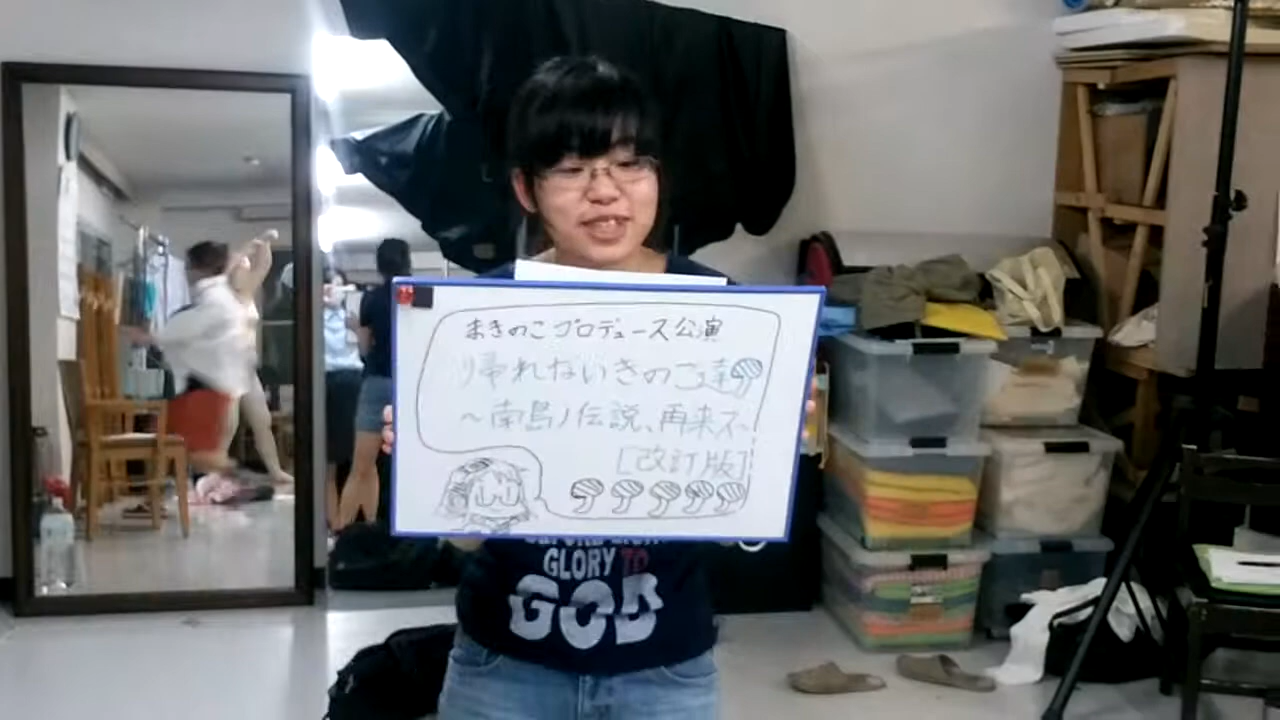 まきのこプロデュース公演
帰れないきのこ達
〜南島ノ伝説、再来ス〜
[改訂版]
GLORY TO
GOD